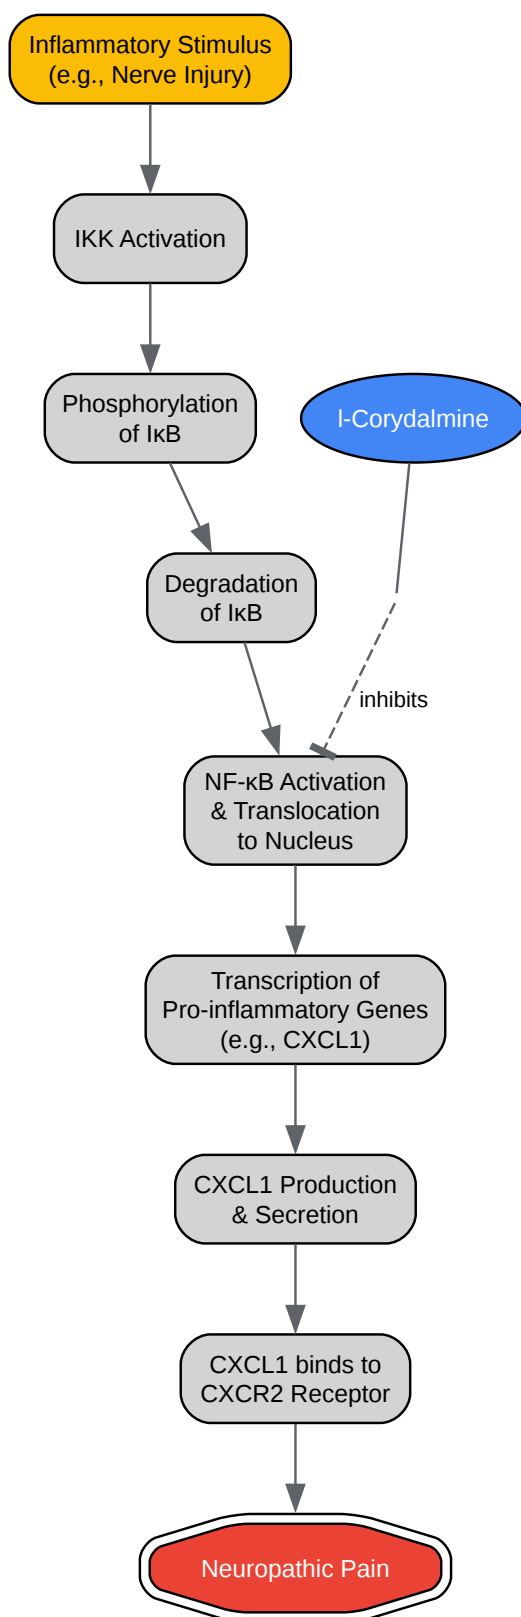 Inflammatory Stimulus
(e.g., Nerve Injury)
IKK Activation
Phosphorylation
of IκB
l-Corydalmine
Degradation
of IκB
inhibits
NF-κB Activation
& Translocation
to Nucleus
Transcription of
Pro-inflammatory Genes
(e.g., CXCL1)
CXCL1 Production
& Secretion
CXCL1 binds to
CXCR2 Receptor
Neuropathic Pain